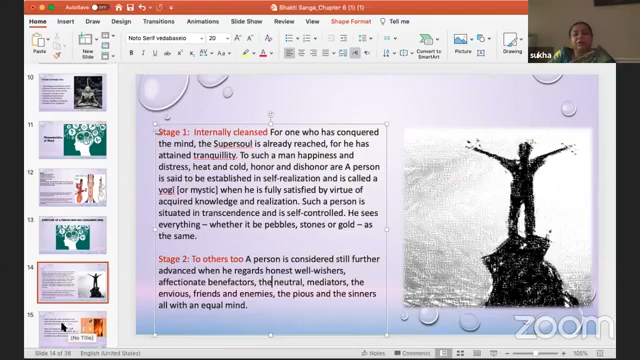 AutoSave OFF
Bhakti Sanga_Chapter 6
Home Insert Draw Design Transitions Animations Slide Show Review View Shape Format Tell me
Share
Comments
Paste
New
Slide
Noto Serif vedabaseio
20
Convert to
SmartArt
Picture
Drawing
sukha
10
11
12
13
14
15
[No Title]
Stage 1: Internally cleansed For one who has conquered
the mind, the Supersoul is already reached, for he has
attained tranquillity. To such a man happiness and
distress, heat and cold, honor and dishonor are A person
is said to be established in self-realization and is called a
yogī [or mystic] when he is fully satisfied by virtue of
acquired knowledge and realization. Such a person is
situated in transcendence and is self-controlled. He sees
everything – whether it be pebbles, stones or gold – as
the same.
Stage 2: To others too A person is considered still further
advanced when he regards honest well-wishers,
affectionate benefactors, the neutral, mediators, the
envious, friends and enemies, the pious and the sinners
all with an equal mind.
zoom
Slide 14 of 38 English (United States)
Notes
Comments
105%